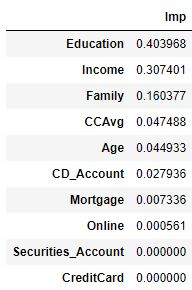 Imp
Education 0.403968
Income 0.307401
Family 0.160377
CCAvg 0.047488
Age 0.044933
CD_Account 0.027936
Mortgage 0.007336
Online 0.000561
Securities_Account 0.000000
CreditCard 0.000000